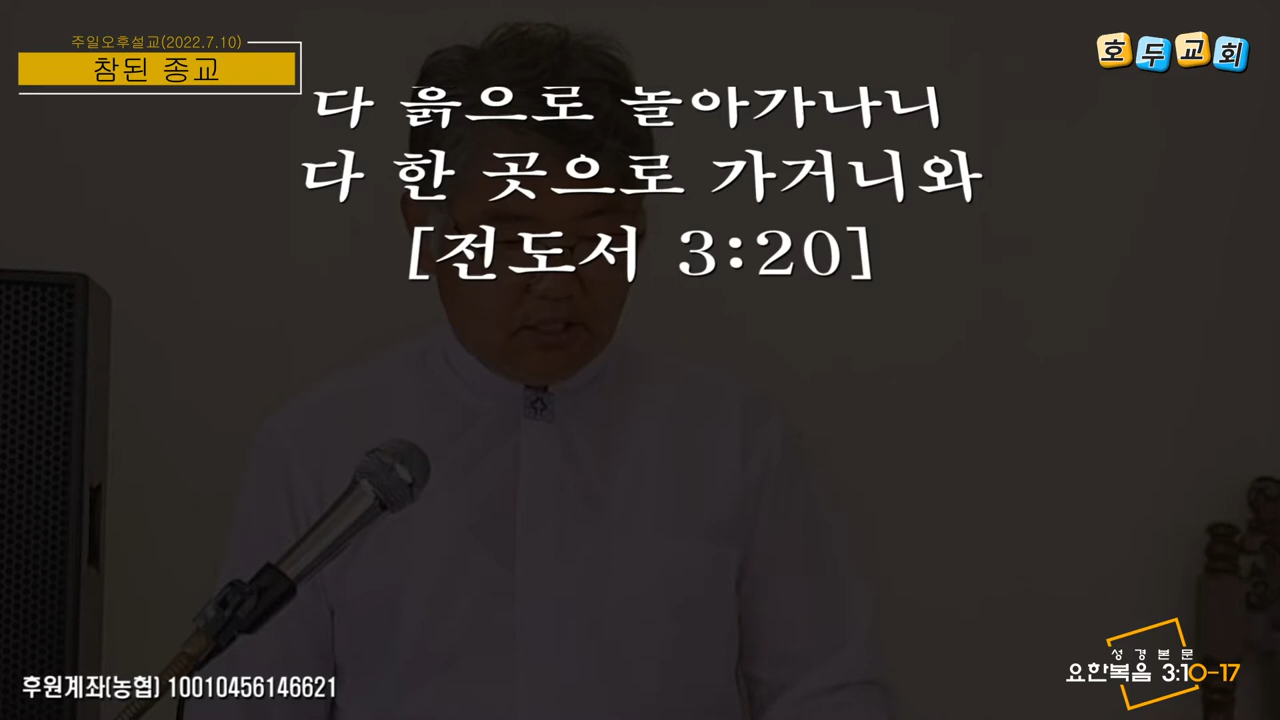 주일오후설교(2022.7.10)
참된 종교
호두교회
다 흙으로 놀아가나니
다 한 곳으로 가거니와
[전도서 3:20]
후원계좌(농협) 10010456146621
성경본문
요한복음 3:10-17